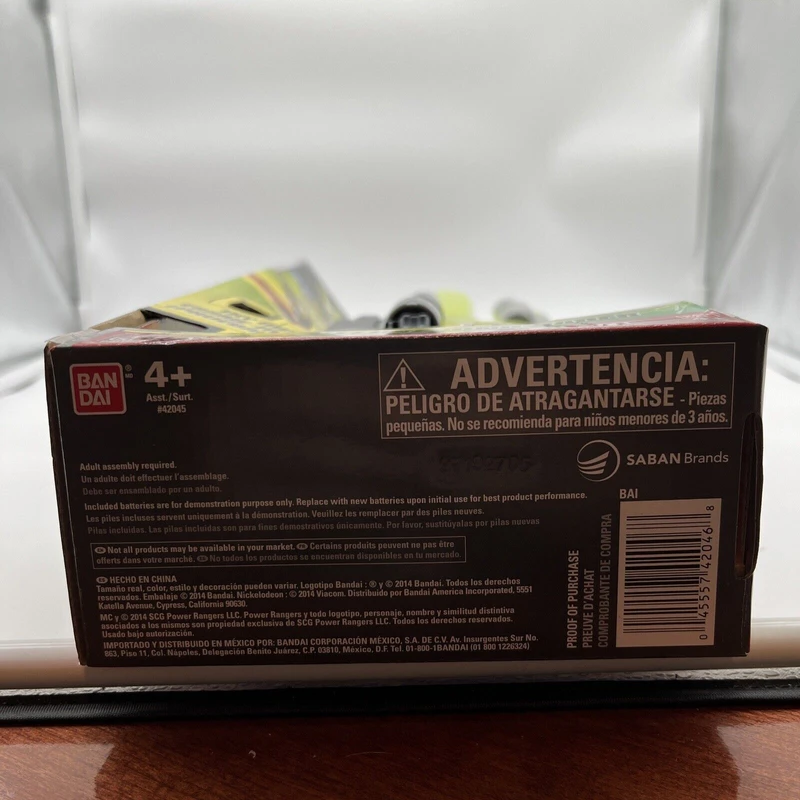 BAN
DAI
® MD
4+
Asst./Surt.
#42045
ADVERTENCIA:
PELIGRO DE ATRAGANTARSE - Piezas
pequeñas. No se recomienda para niños menores de 3 años.
SABAN Brands
Adult assembly required.
Un adulte doit effectuer l'assemblage.
Debe ser ensamblado por un adulto.
Included batteries are for demonstration purpose only. Replace with new batteries upon initial use for best product performance.
Les piles incluses servent uniquement à la démonstration. Veuillez les remplacer par des piles neuves.
Pilas incluidas. Las pilas incluidas son para fines demostrativos únicamente. Por favor, sustitúyalas por pilas nuevas
Not all products may be available in your market. Certains produits peuvent ne pas être
offerts dans votre marché. No todos los productos se encuentran disponibles en tu mercado.
HECHO EN CHINA
Tamaño real, color, estilo y decoración pueden variar. Logotipo Bandai : ® y © 2014 Bandai. Todos los derechos
reservados. Embalaje © 2014 Bandai. Nickelodeon : © 2014 Viacom. Distribuido por Bandai America Incorporated, 5551
Katella Avenue, Cypress, California 90630.
MC y © 2014 SCG Power Rangers LLC. Power Rangers y todo logotipo, personaje, nombre y similitud distintiva
asociados a los mismos son propiedad exclusiva de SCG Power Rangers LLC. Todos los derechos reservados.
Usado bajo autorización.
IMPORTADO Y DISTRIBUIDO EN MÉXICO POR: BANDAI CORPORACIÓN MÉXICO, S.A. DE C.V. Av. Insurgentes Sur No.
863, Piso 11, Col. Nápoles, Delegación Benito Juárez, C.P. 03810, México, D.F. Tel. 01-800-1BANDAI (01 800 1226324)
PROOF OF PURCHASE
PREUVE D'ACHAT
COMPROBANTE DE COMPRA
BAI
0 45557 42046 8